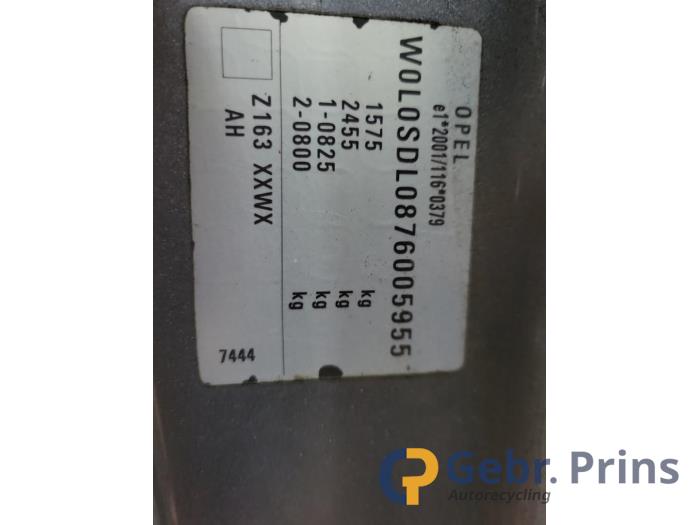 OPEL
e1*2001/116*0379
W0L0SDL0876005955
1575 kg
2455 kg
1-0825 kg
2-0800 kg
Z163 XXWX
AH
7444
Gebr. Prins
Autorecycling